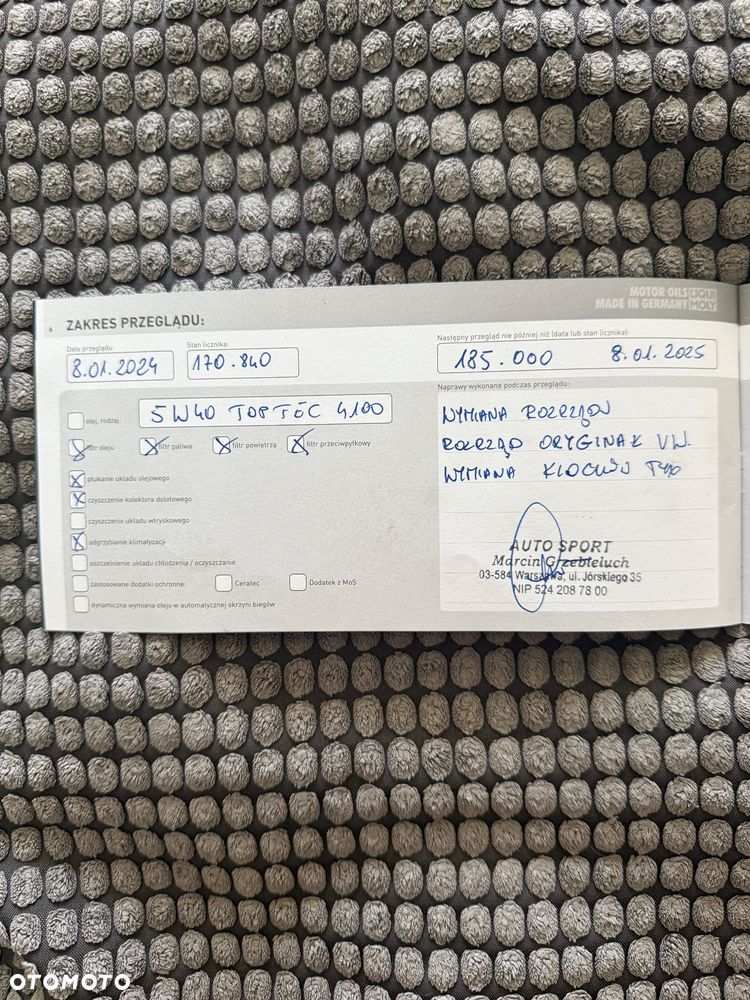 MOTOR OILS
MADE IN GERMANY
LIQUI
MOLY
6 ZAKRES PRZEGLĄDU:
Data przeglądu:
8.01.2024
Stan licznika:
170.840
Następny przegląd nie później niż (data lub stan licznika):
185.000 8.01.2025
olej, rodzaj: 5W40 TOPTEC 4100
filtr oleju filtr paliwa filtr powietrza filtr przeciwpyłkowy
płukanie układu olejowego
czyszczenie kolektora dolotowego
czyszczenie układu wtryskowego
odgrzybianie klimatyzacji
uszczelnienie układu chłodzenia / oczyszczanie
zastosowane dodatki ochronne: Ceratec Dodatek z MoS
dynamiczna wymiana oleju w automatycznej skrzyni biegów
Naprawy wykonane podczas przeglądu:
WYMIANA ROZRZĄDU
ROZRZĄD ORYGINAŁ VW.
WYMIANA KLOCKÓW TYŁ
AUTO SPORT
Marcin Grzebieluch
03-584 Warszawa, ul. Jórskiego 35
NIP 524 208 78 00
OTOMOTO